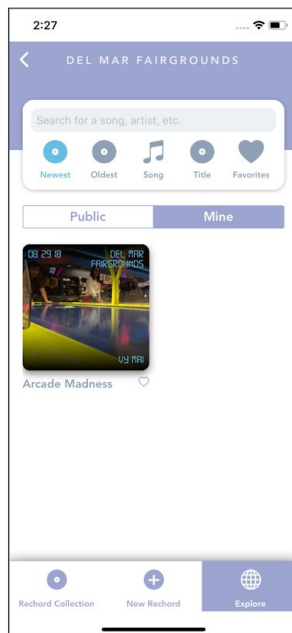 2:27
DEL MAR FAIRGROUNDS
Search for a song, artist, etc.
Newest Oldest Song Title Favorites
Public Mine
08 29 18 DEL MAR
FAIRGROUNDS
VY MAI
Arcade Madness
Rechord Collection New Rechord Explore